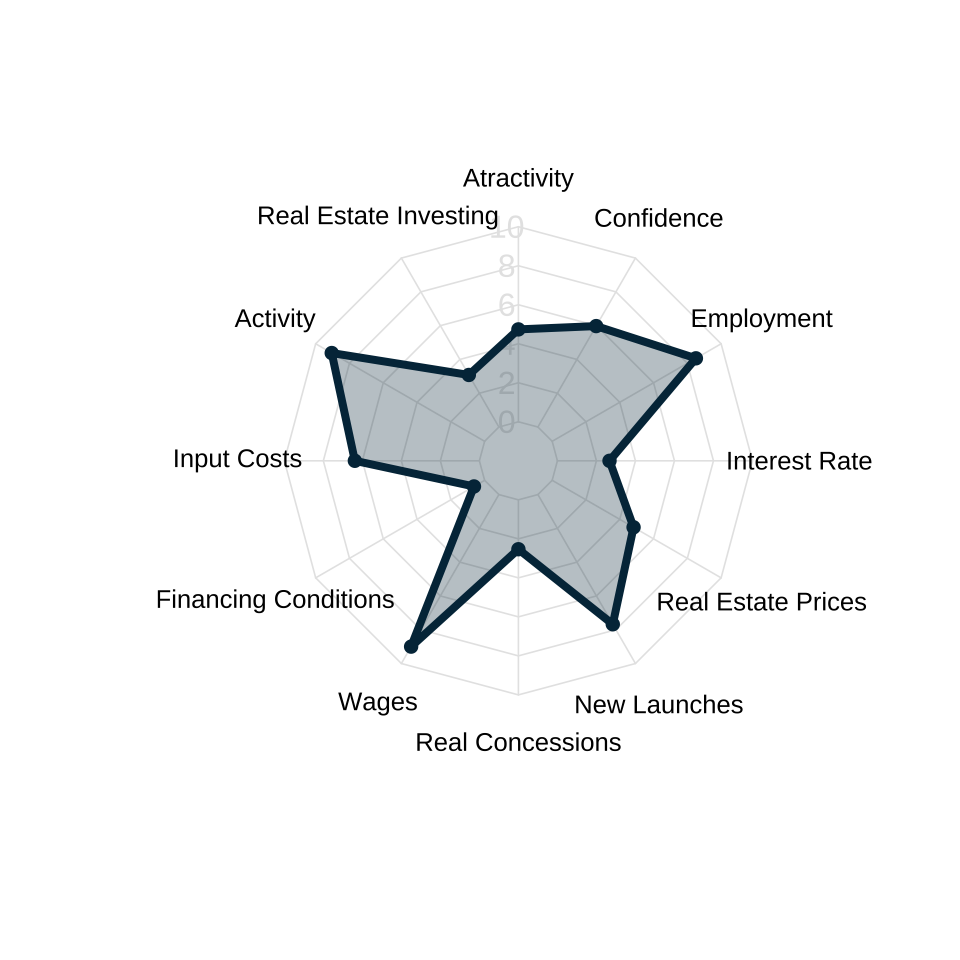 Atractivity
Real Estate Investing
Confidence
10
8
6
4
2
0
Activity
Employment
Input Costs
Interest Rate
Financing Conditions
Real Estate Prices
Wages
New Launches
Real Concessions